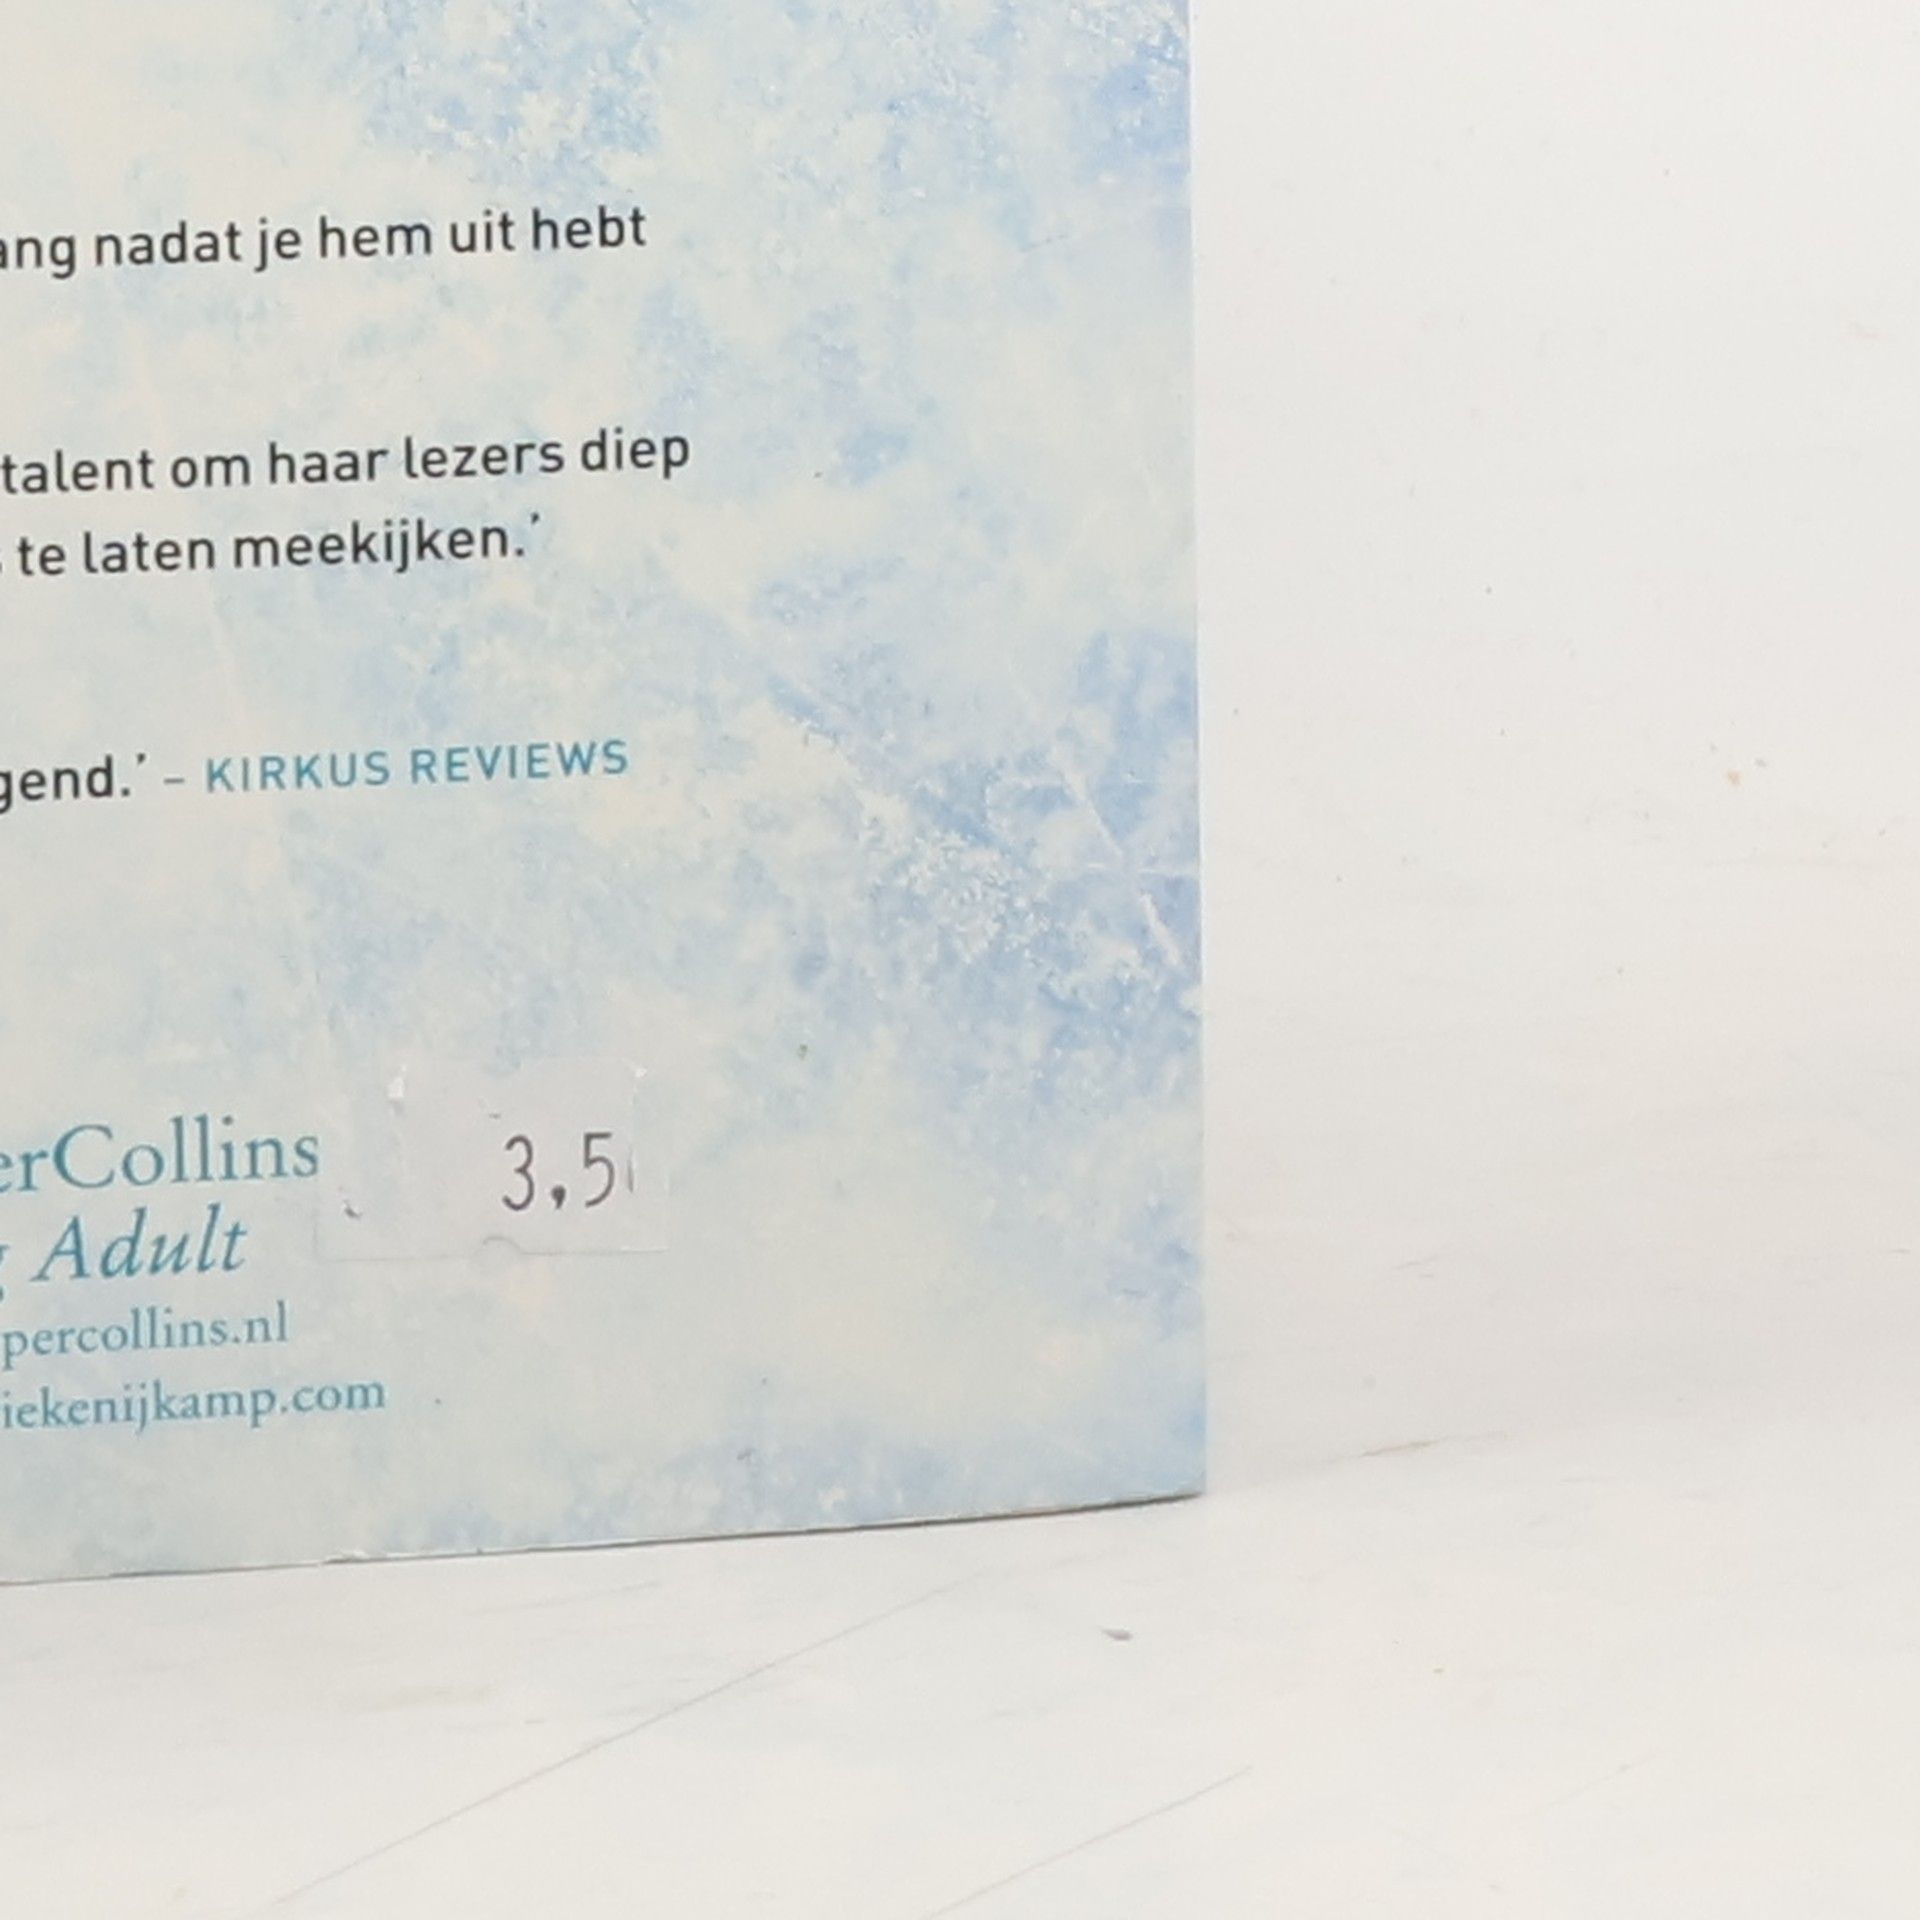 ang nadat je hem uit hebt
talent om haar lezers diep
te laten meekijken.’
gend.’ – KIRKUS REVIEWS
erCollins
g Adult
percollins.nl
iekenijkamp.com
3.5